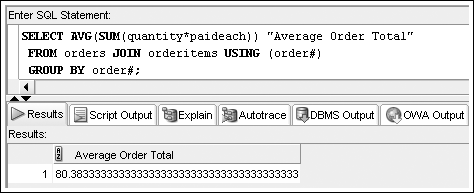 Enter SQL Statement:
SELECT AVG(SUM(quantity*paideach)) "Average Order Total"
FROM orders JOIN orderitems USING (order#)
GROUP BY order#;
Results Script Output Explain Autotrace DBMS Output OWA Output
Results:
Average Order Total
1 80.3833333333333333333333333333333333333